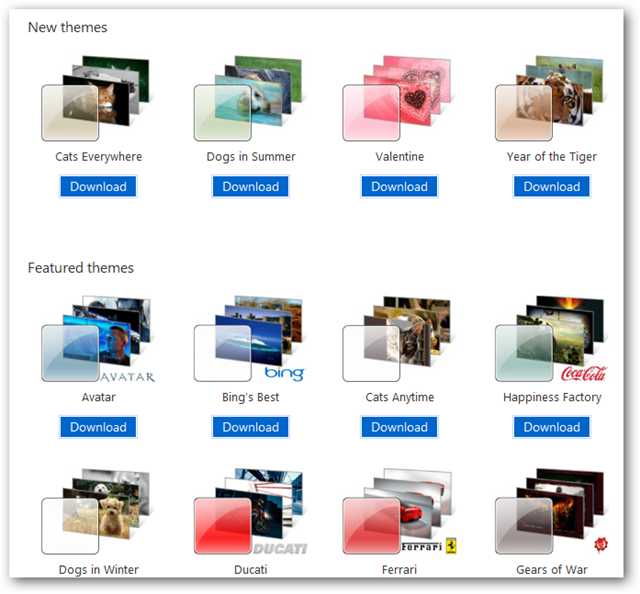 New themes
Cats Everywhere
Dogs in Summer
Valentine
Year of the Tiger
Download
Download
Download
Download
Featured themes
AVATAR
bing
Coca-Cola
Avatar
Bing's Best
Cats Anytime
Happiness Factory
Download
Download
Download
Download
DUCATI
Ferrari
Dogs in Winter
Ducati
Ferrari
Gears of War